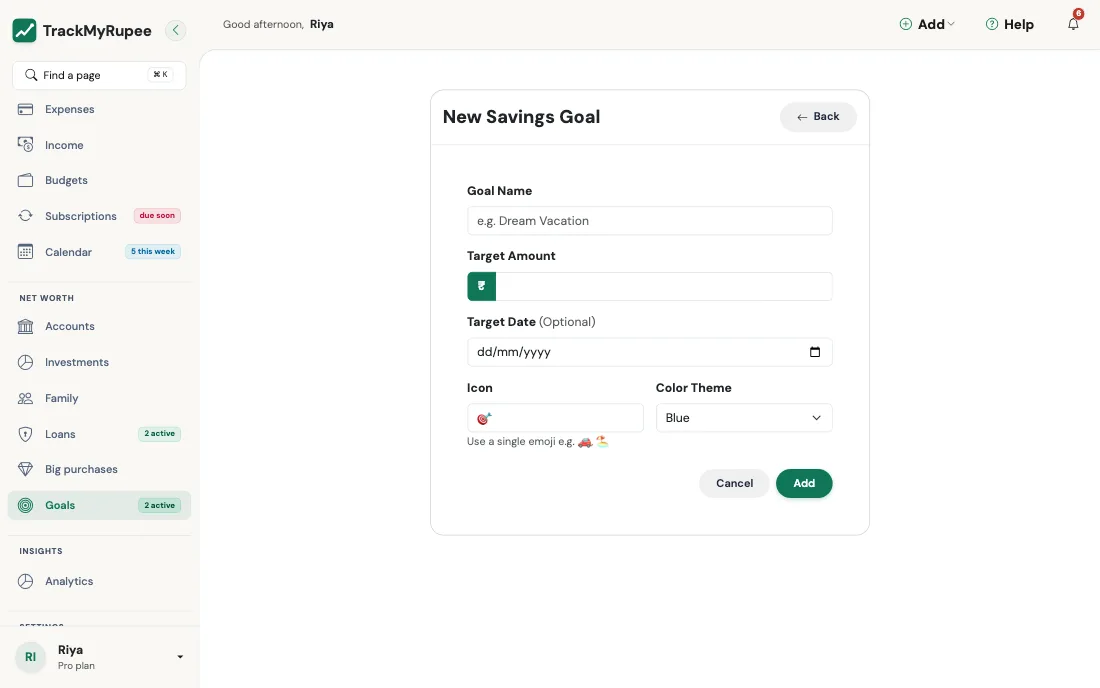 TrackMyRupee
Good afternoon, Riya
Add
Help
6
Find a page
⌘ K
Expenses
Income
Budgets
Subscriptions due soon
Calendar 5 this week
NET WORTH
Accounts
Investments
Family
Loans 2 active
Big purchases
Goals 2 active
INSIGHTS
Analytics
SETTINGS
RI
Riya
Pro plan
New Savings Goal
← Back
Goal Name
e.g. Dream Vacation
Target Amount
₹
Target Date (Optional)
dd/mm/yyyy
Icon
🎯
Use a single emoji e.g. 🚗 🏖️
Color Theme
Blue
Cancel
Add